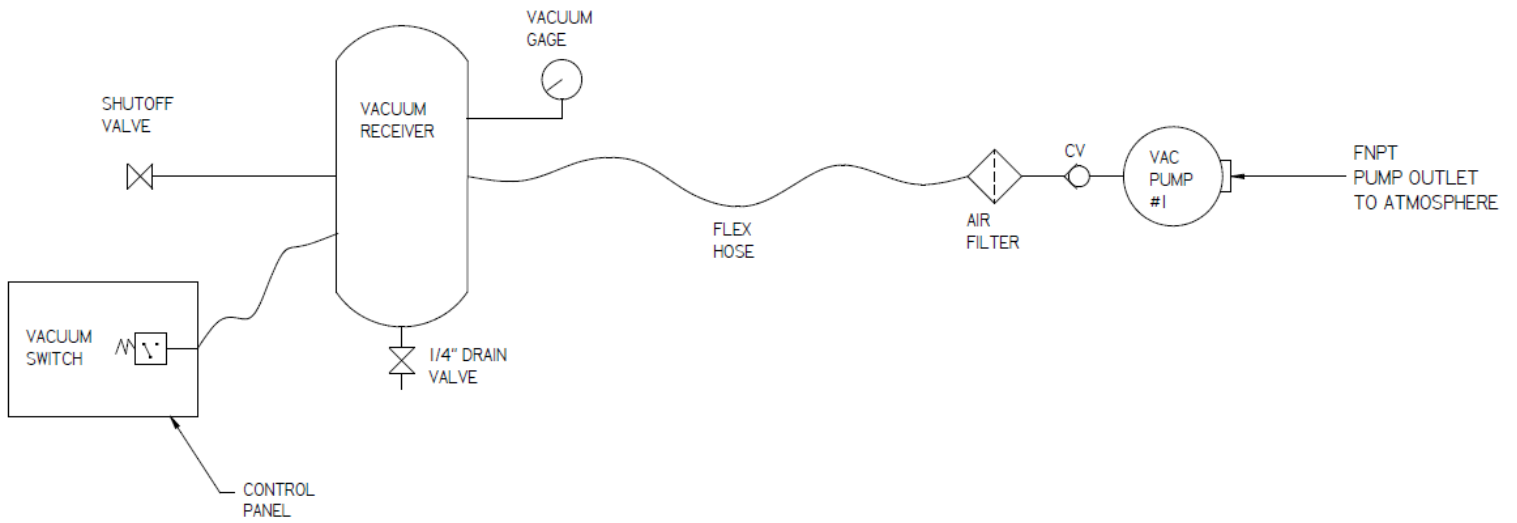 VACUUM
GAGE
SHUTOFF
VALVE
VACUUM
RECEIVER
CV
VAC
PUMP
#1
FNPT
PUMP OUTLET
TO ATMOSPHERE
AIR
FILTER
FLEX
HOSE
VACUUM
SWITCH
1/4" DRAIN
VALVE
CONTROL
PANEL